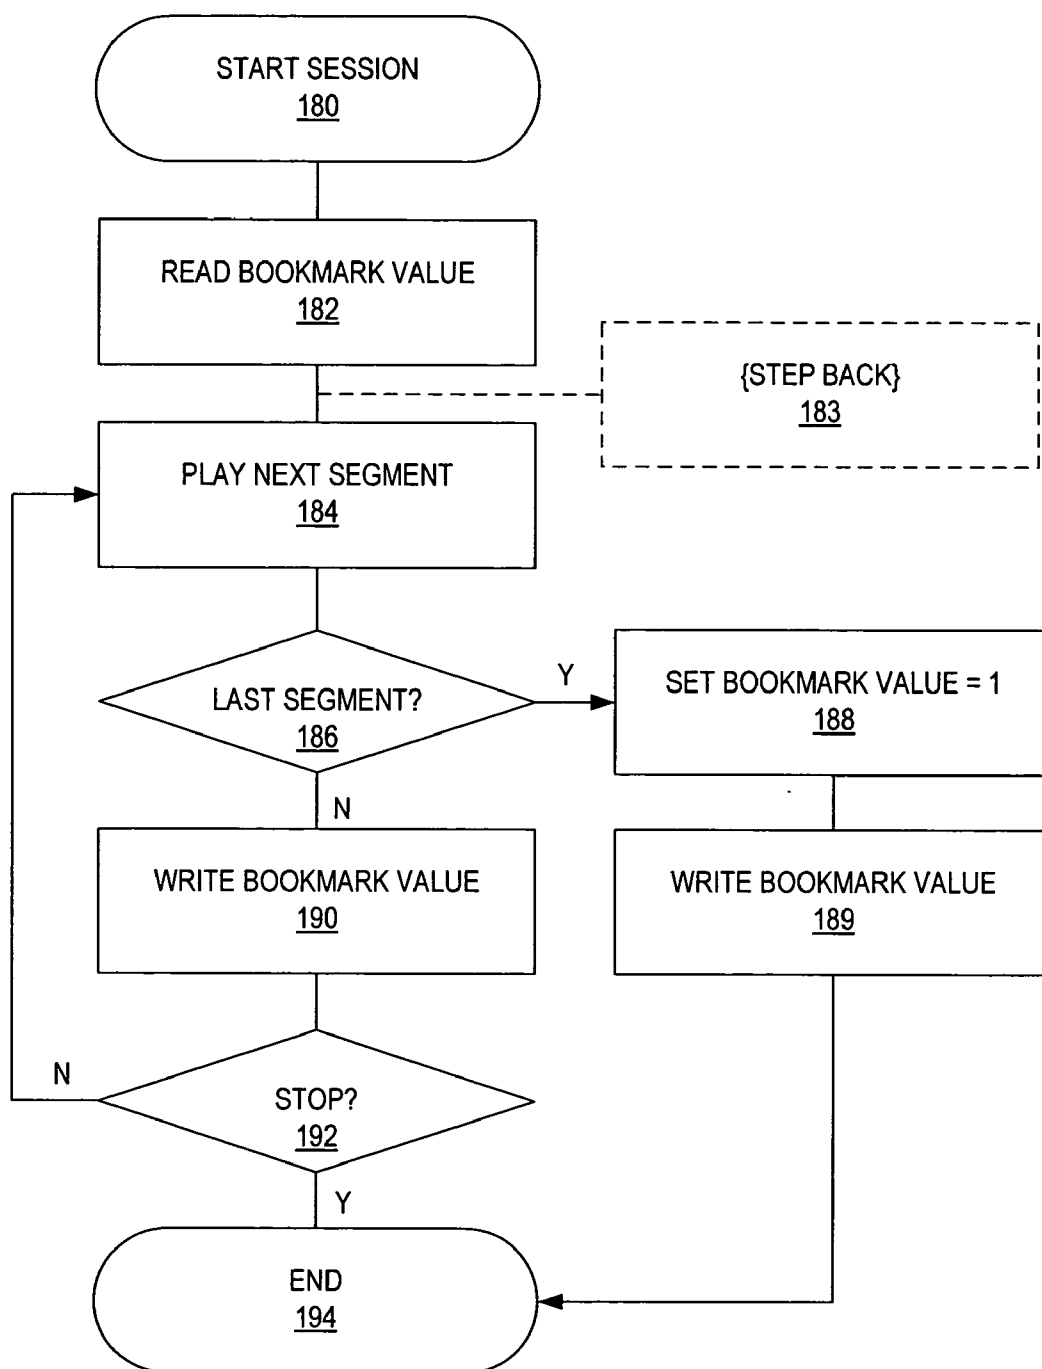 START SESSION
180
READ BOOKMARK VALUE
182
{STEP BACK}
183
PLAY NEXT SEGMENT
184
LAST SEGMENT?
186
Y
SET BOOKMARK VALUE = 1
188
N
WRITE BOOKMARK VALUE
190
WRITE BOOKMARK VALUE
189
N
STOP?
192
Y
END
194